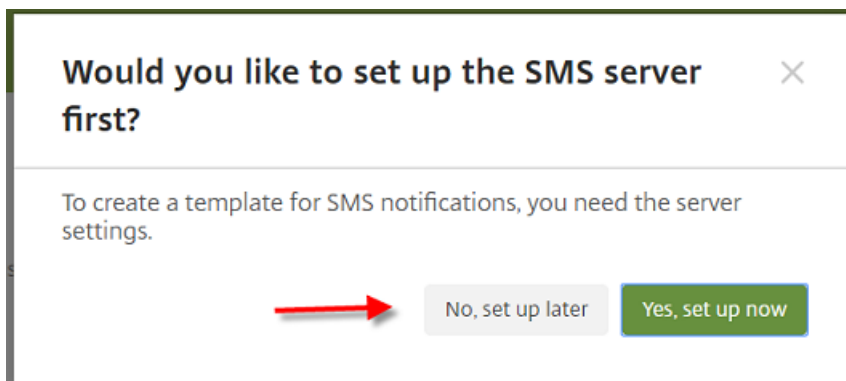 Would you like to set up the SMS server
first?
To create a template for SMS notifications, you need the server
settings.
No, set up later
Yes, set up now